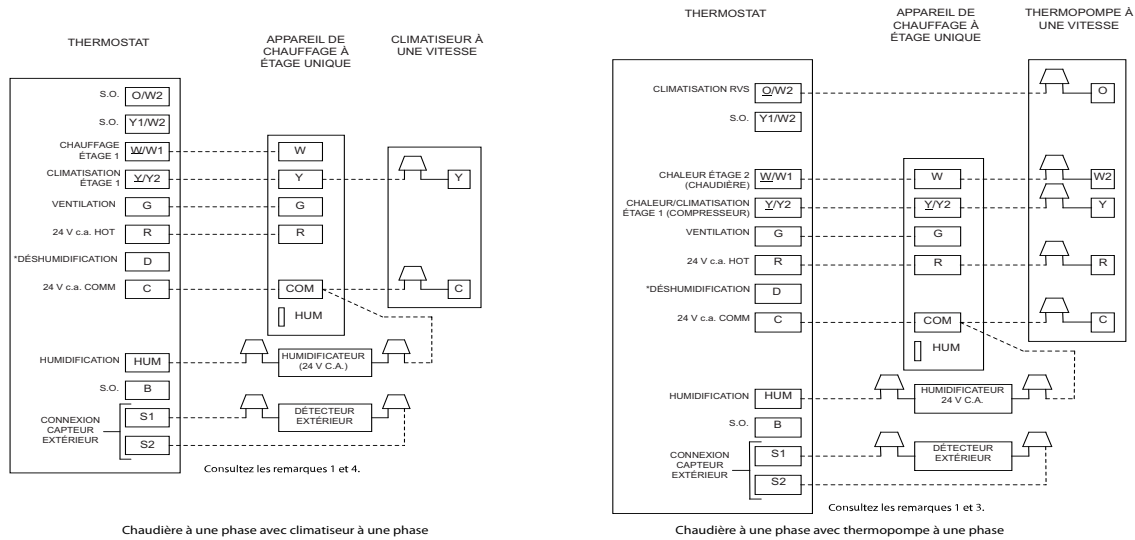 THERMOSTAT
APPAREIL DE
CHAUFFAGE À
ÉTAGE UNIQUE
CLIMATISEUR À
UNE VITESSE
S.O. O/W2
S.O. Y1/W2
CHAUFFAGE
ÉTAGE 1
W/W1
W
CLIMATISATION
ÉTAGE 1
Y/Y2
Y
Y
VENTILATION
G
G
24 V c.a. HOT
R
R
*DÉSHUMIDIFICATION
D
24 V c.a. COMM
C
COM
C
HUM
HUMIDIFICATION
HUM
HUMIDIFICATEUR
(24 V C.A.)
S.O.
B
CONNEXION
CAPTEUR
EXTÉRIEUR
S1
S2
DÉTECTEUR
EXTÉRIEUR
Consultez les remarques 1 et 4.
Chaudière à une phase avec climatiseur à une phase
THERMOSTAT
APPAREIL DE
CHAUFFAGE À
ÉTAGE UNIQUE
THERMOPOMPE À
UNE VITESSE
CLIMATISATION RVS
O/W2
O
S.O.
Y1/W2
CHALEUR ÉTAGE 2
(CHAUDIÈRE)
W/W1
W
W2
CHALEUR/CLIMATISATION
ÉTAGE 1 (COMPRESSEUR)
Y/Y2
Y/Y2
Y
VENTILATION
G
G
24 V c.a. HOT
R
R
R
*DÉSHUMIDIFICATION
D
24 V c.a. COMM
C
COM
C
HUM
HUMIDIFICATION
HUM
HUMIDIFICATEUR
24 V C.A.
S.O.
B
CONNEXION
CAPTEUR
EXTÉRIEUR
S1
S2
DÉTECTEUR
EXTÉRIEUR
Consultez les remarques 1 et 3.
Chaudière à une phase avec thermopompe à une phase